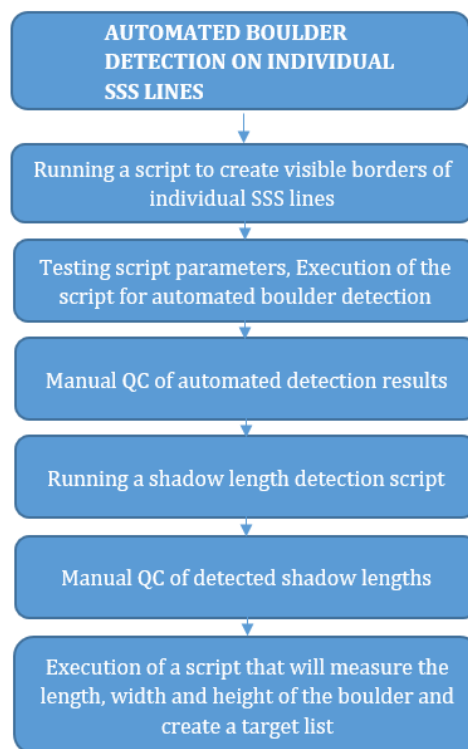 AUTOMATED BOULDER
DETECTION ON INDIVIDUAL
SSS LINES
Running a script to create visible borders of
individual SSS lines
Testing script parameters, Execution of the
script for automated boulder detection
Manual QC of automated detection results
Running a shadow length detection script
Manual QC of detected shadow lengths
Execution of a script that will measure the
length, width and height of the boulder and
create a target list